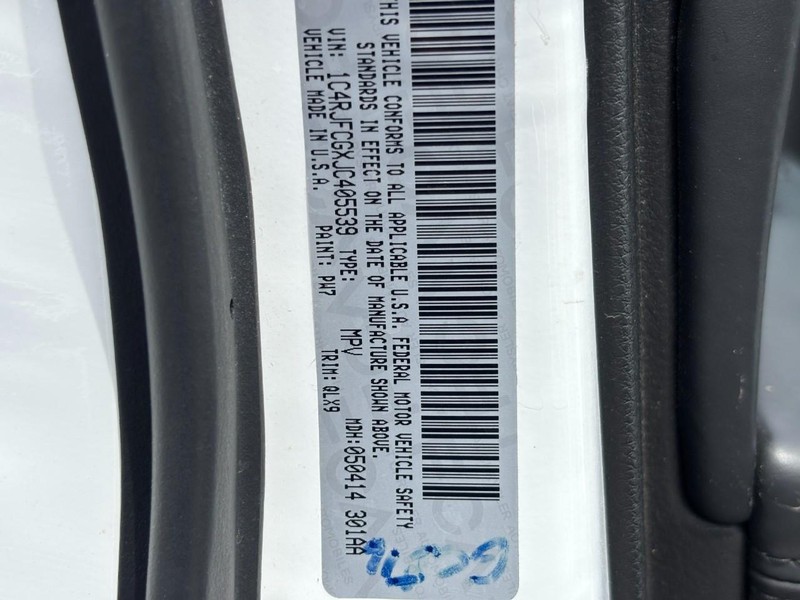 THIS VEHICLE CONFORMS TO ALL APPLICABLE U.S.A. FEDERAL MOTOR VEHICLE SAFETY
STANDARDS IN EFFECT ON THE DATE OF MANUFACTURE SHOWN ABOVE.
VIN: 1C4RJFCGXJC405539 TYPE: MPV MDH:050414 301AA
VEHICLE MADE IN U.S.A. PAINT: PW7 TRIM: QLX9